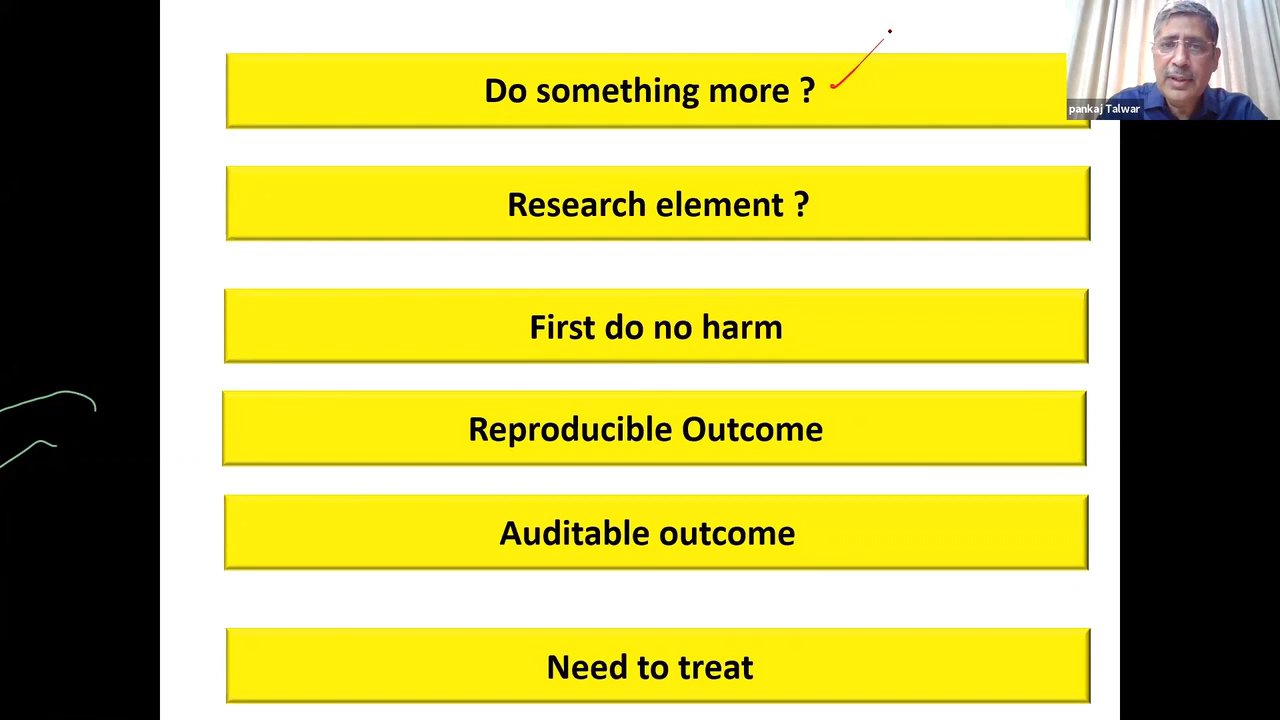 Do something more ?
pankaj Talwar
Research element ?
First do no harm
Reproducible Outcome
Auditable outcome
Need to treat